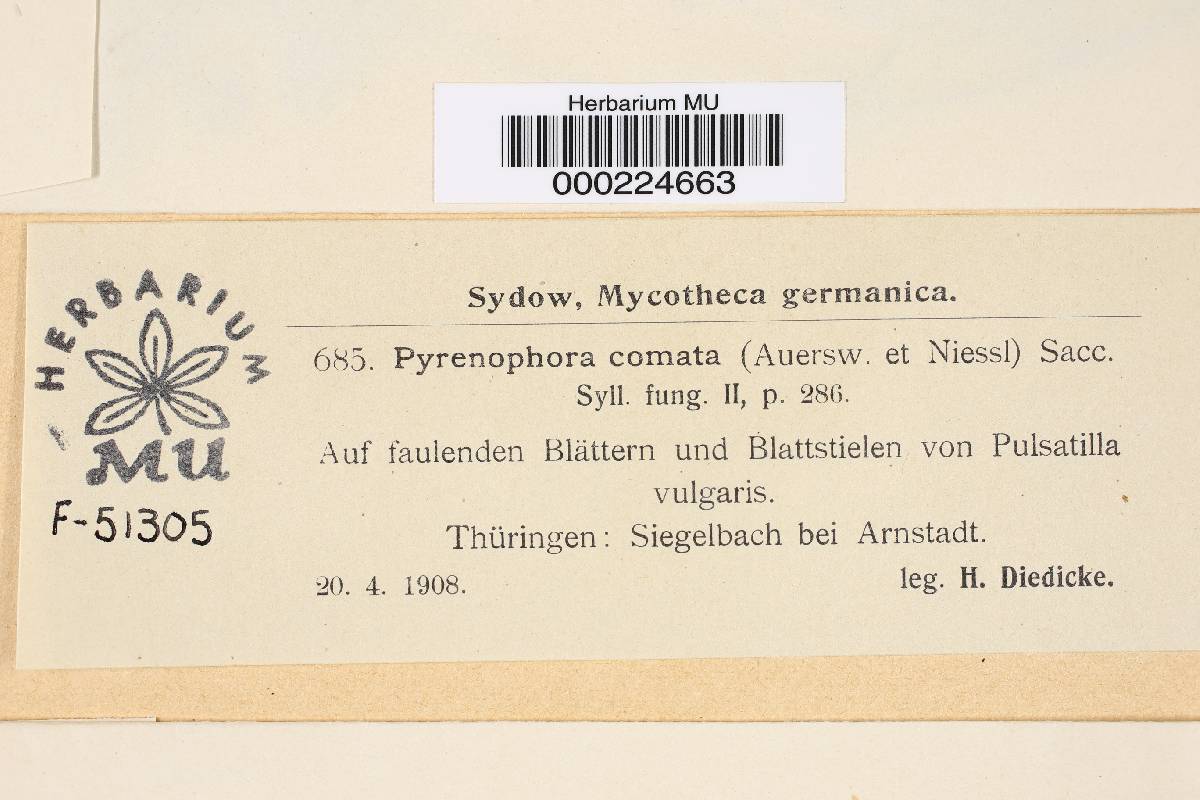 Herbarium MU
000224663
HERBARIUM
MU
F-51305
Sydow, Mycotheca germanica.
685. Pyrenophora comata (Auersw. et Niessl) Sacc.
Syll. fung. II, p. 286.
Auf faulenden Blättern und Blattstielen von Pulsatilla
vulgaris.
Thüringen: Siegelbach bei Arnstadt.
20. 4. 1908.
leg. H. Diedicke.